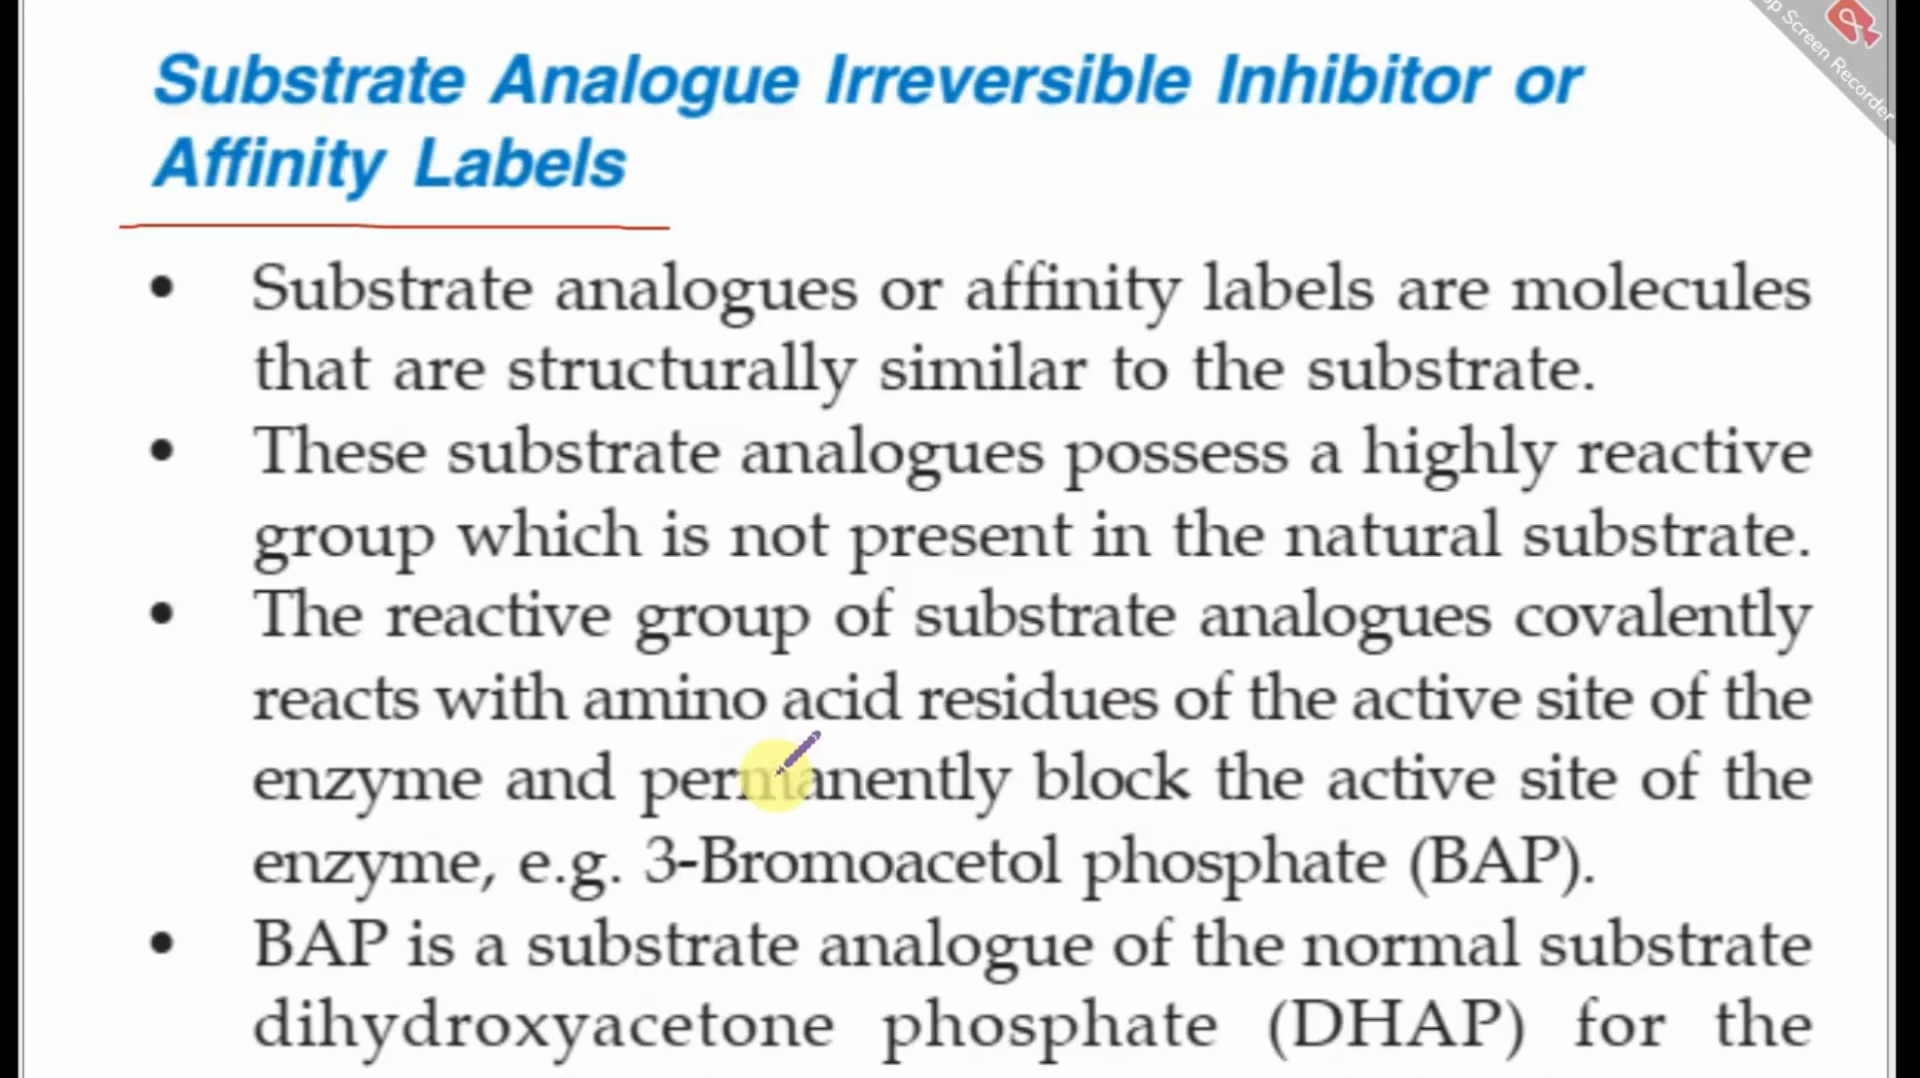 Substrate Analogue Irreversible Inhibitor or
Affinity Labels
• Substrate analogues or affinity labels are molecules
that are structurally similar to the substrate.
• These substrate analogues possess a highly reactive
group which is not present in the natural substrate.
• The reactive group of substrate analogues covalently
reacts with amino acid residues of the active site of the
enzyme and permanently block the active site of the
enzyme, e.g. 3-Bromoacetol phosphate (BAP).
• BAP is a substrate analogue of the normal substrate
dihydroxyacetone phosphate (DHAP) for the
Screen Recorder